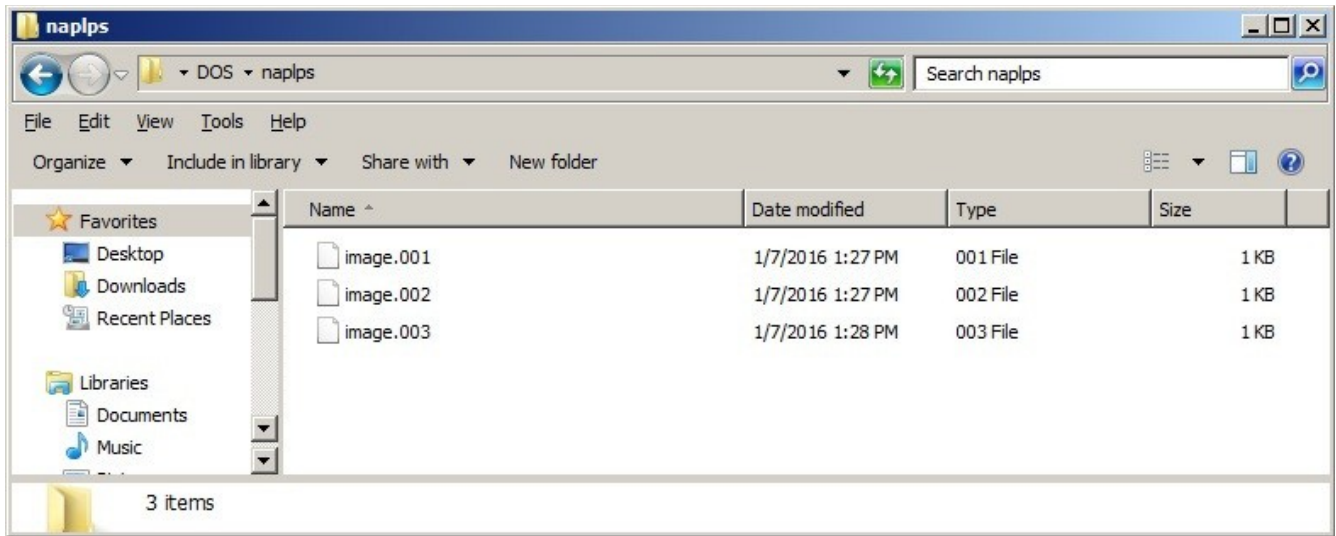 naplps
DOS naplps
Search naplps
File Edit View Tools Help
Organize Include in library Share with New folder
Favorites
Desktop
Downloads
Recent Places
Libraries
Documents
Music
Name Date modified Type Size
image.001 1/7/2016 1:27 PM 001 File 1 KB
image.002 1/7/2016 1:27 PM 002 File 1 KB
image.003 1/7/2016 1:28 PM 003 File 1 KB
3 items